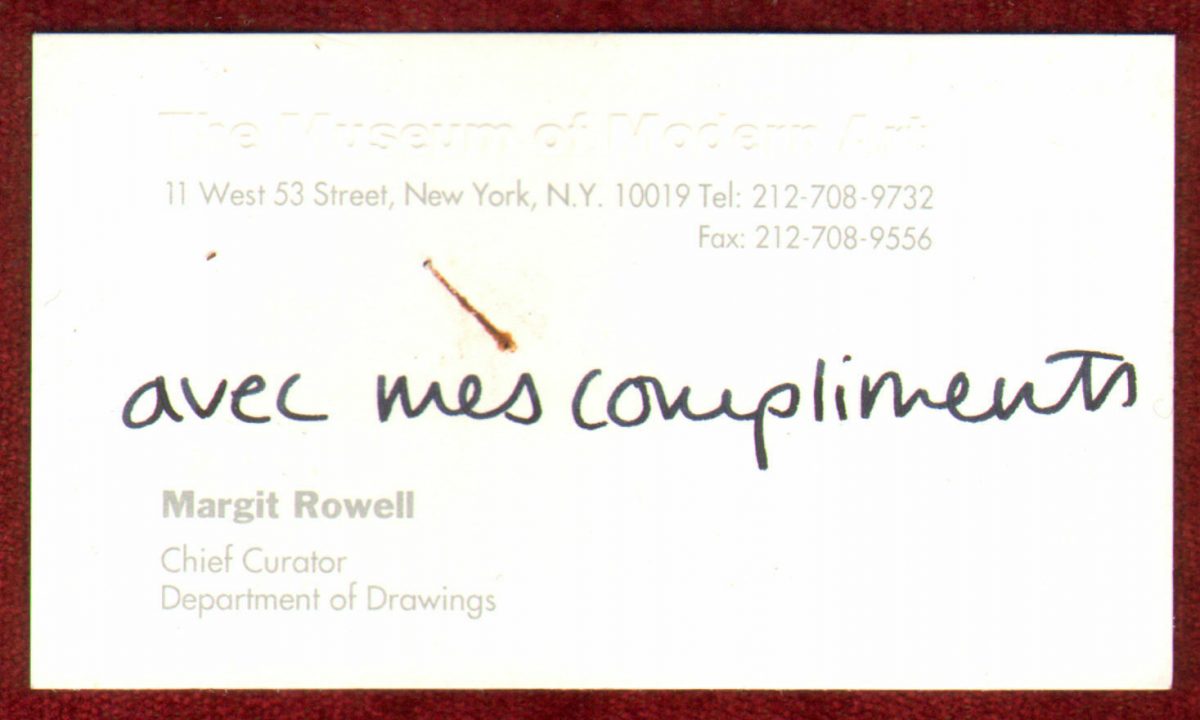 The Museum of Modern Art
11 West 53 Street, New York, N.Y. 10019 Tel: 212-708-9732
Fax: 212-708-9556
avec mes compliments
Margit Rowell
Chief Curator
Department of Drawings